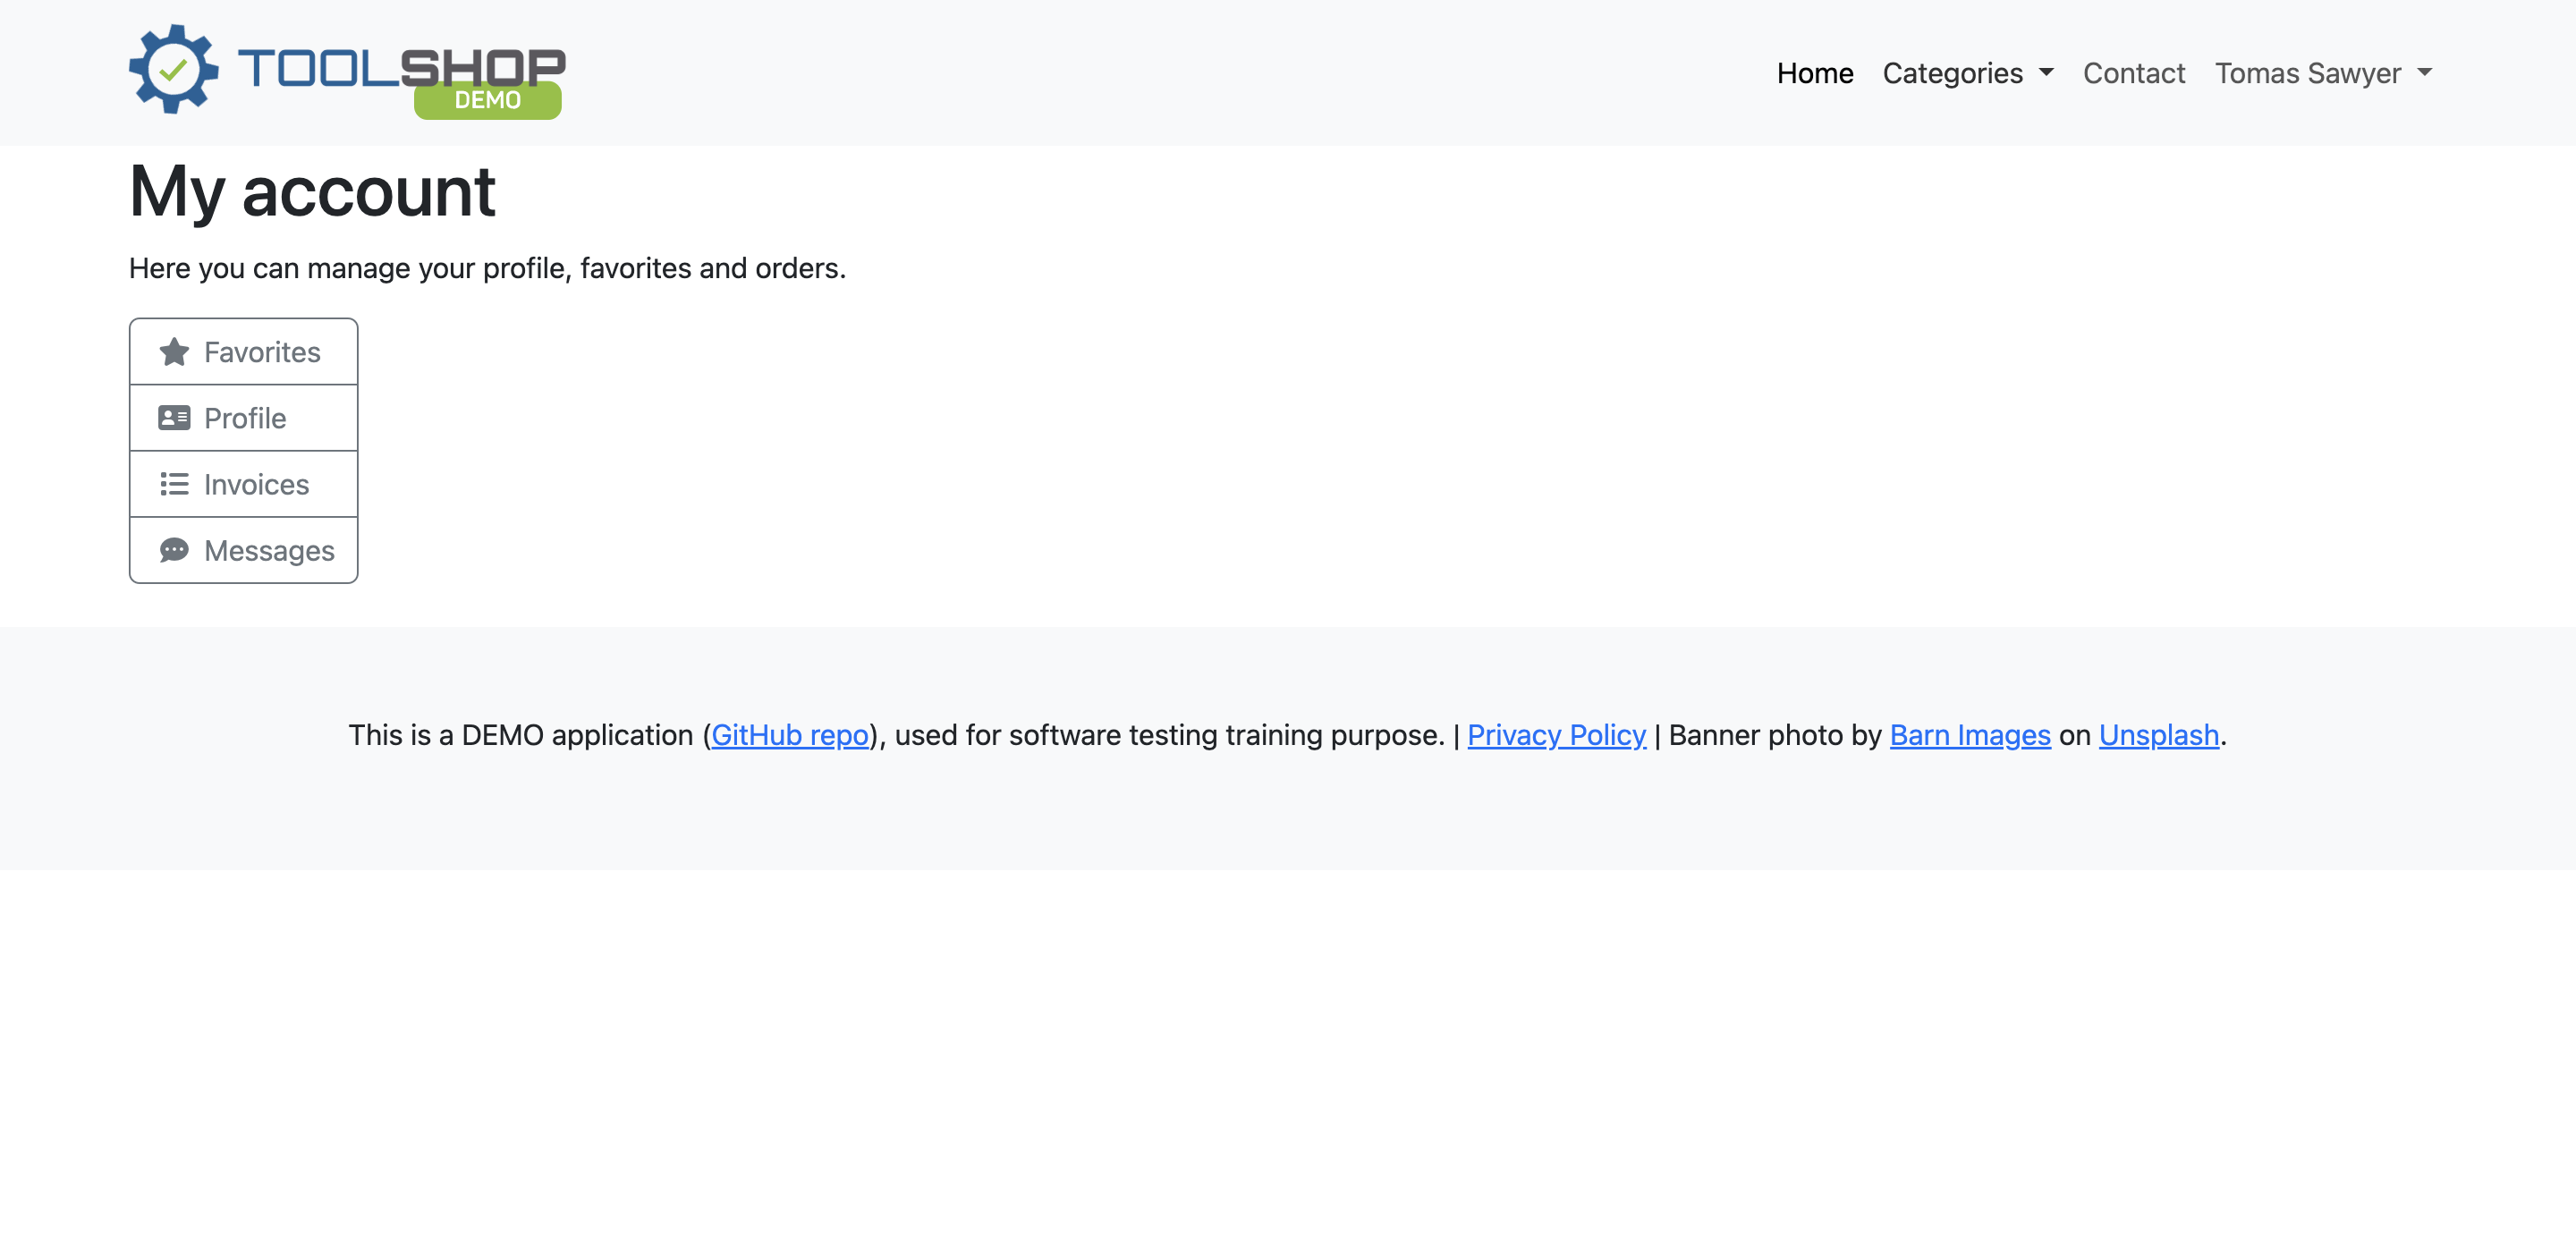 TOOLSHOP
DEMO
Home Categories Contact Tomas Sawyer
My account
Here you can manage your profile, favorites and orders.
Favorites
Profile
Invoices
Messages
This is a DEMO application (GitHub repo), used for software testing training purpose. | Privacy Policy | Banner photo by Barn Images on Unsplash.